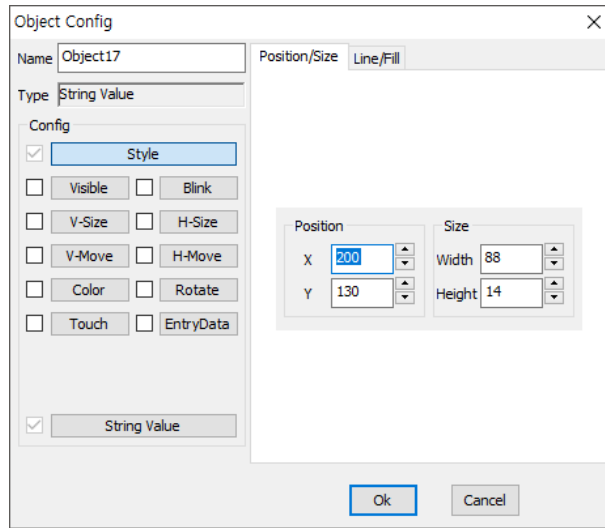 Object Config
Name Object17
Type String Value
Config
Style
Visible Blink
V-Size H-Size
V-Move H-Move
Color Rotate
Touch EntryData
String Value
Position/Size Line/Fill
Position
X 200
Y 130
Size
Width 88
Height 14
Ok Cancel